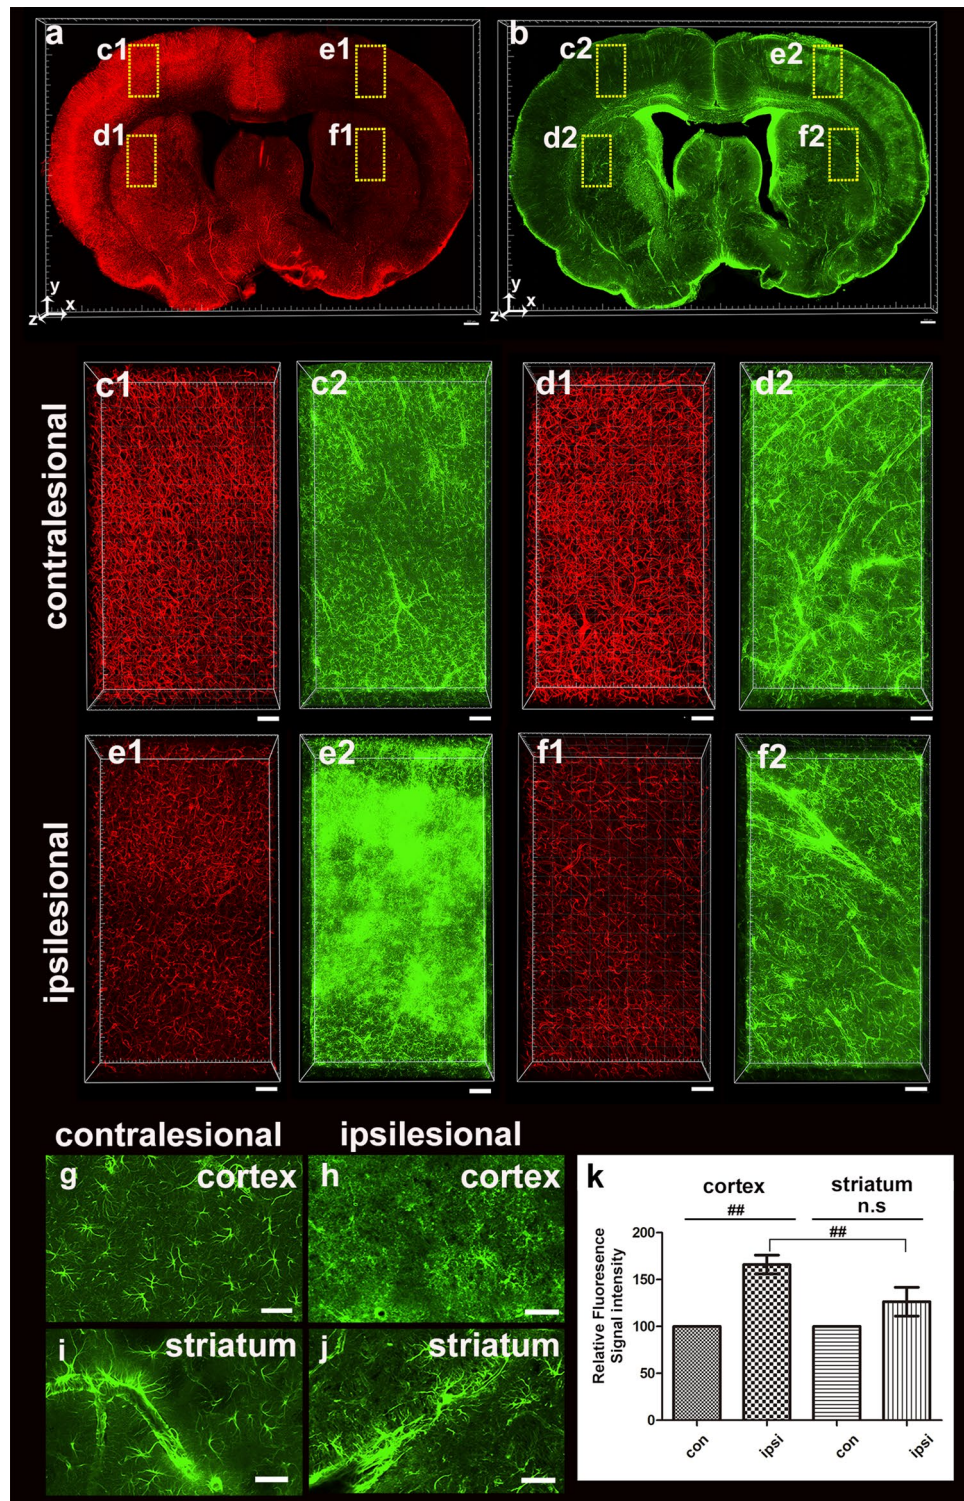 a
c1
e1
d1
f1
y
z x
b
c2
e2
d2
f2
y
z x
contralesional
c1
c2
d1
d2
ipsilesional
e1
e2
f1
f2
contralesional
ipsilesional
g
cortex
h
cortex
i
striatum
j
striatum
k
cortex
striatum
##
n.s
##
Relative Fluoresence
Signal intensity
200
150
100
50
0
con
ipsi
con
ipsi